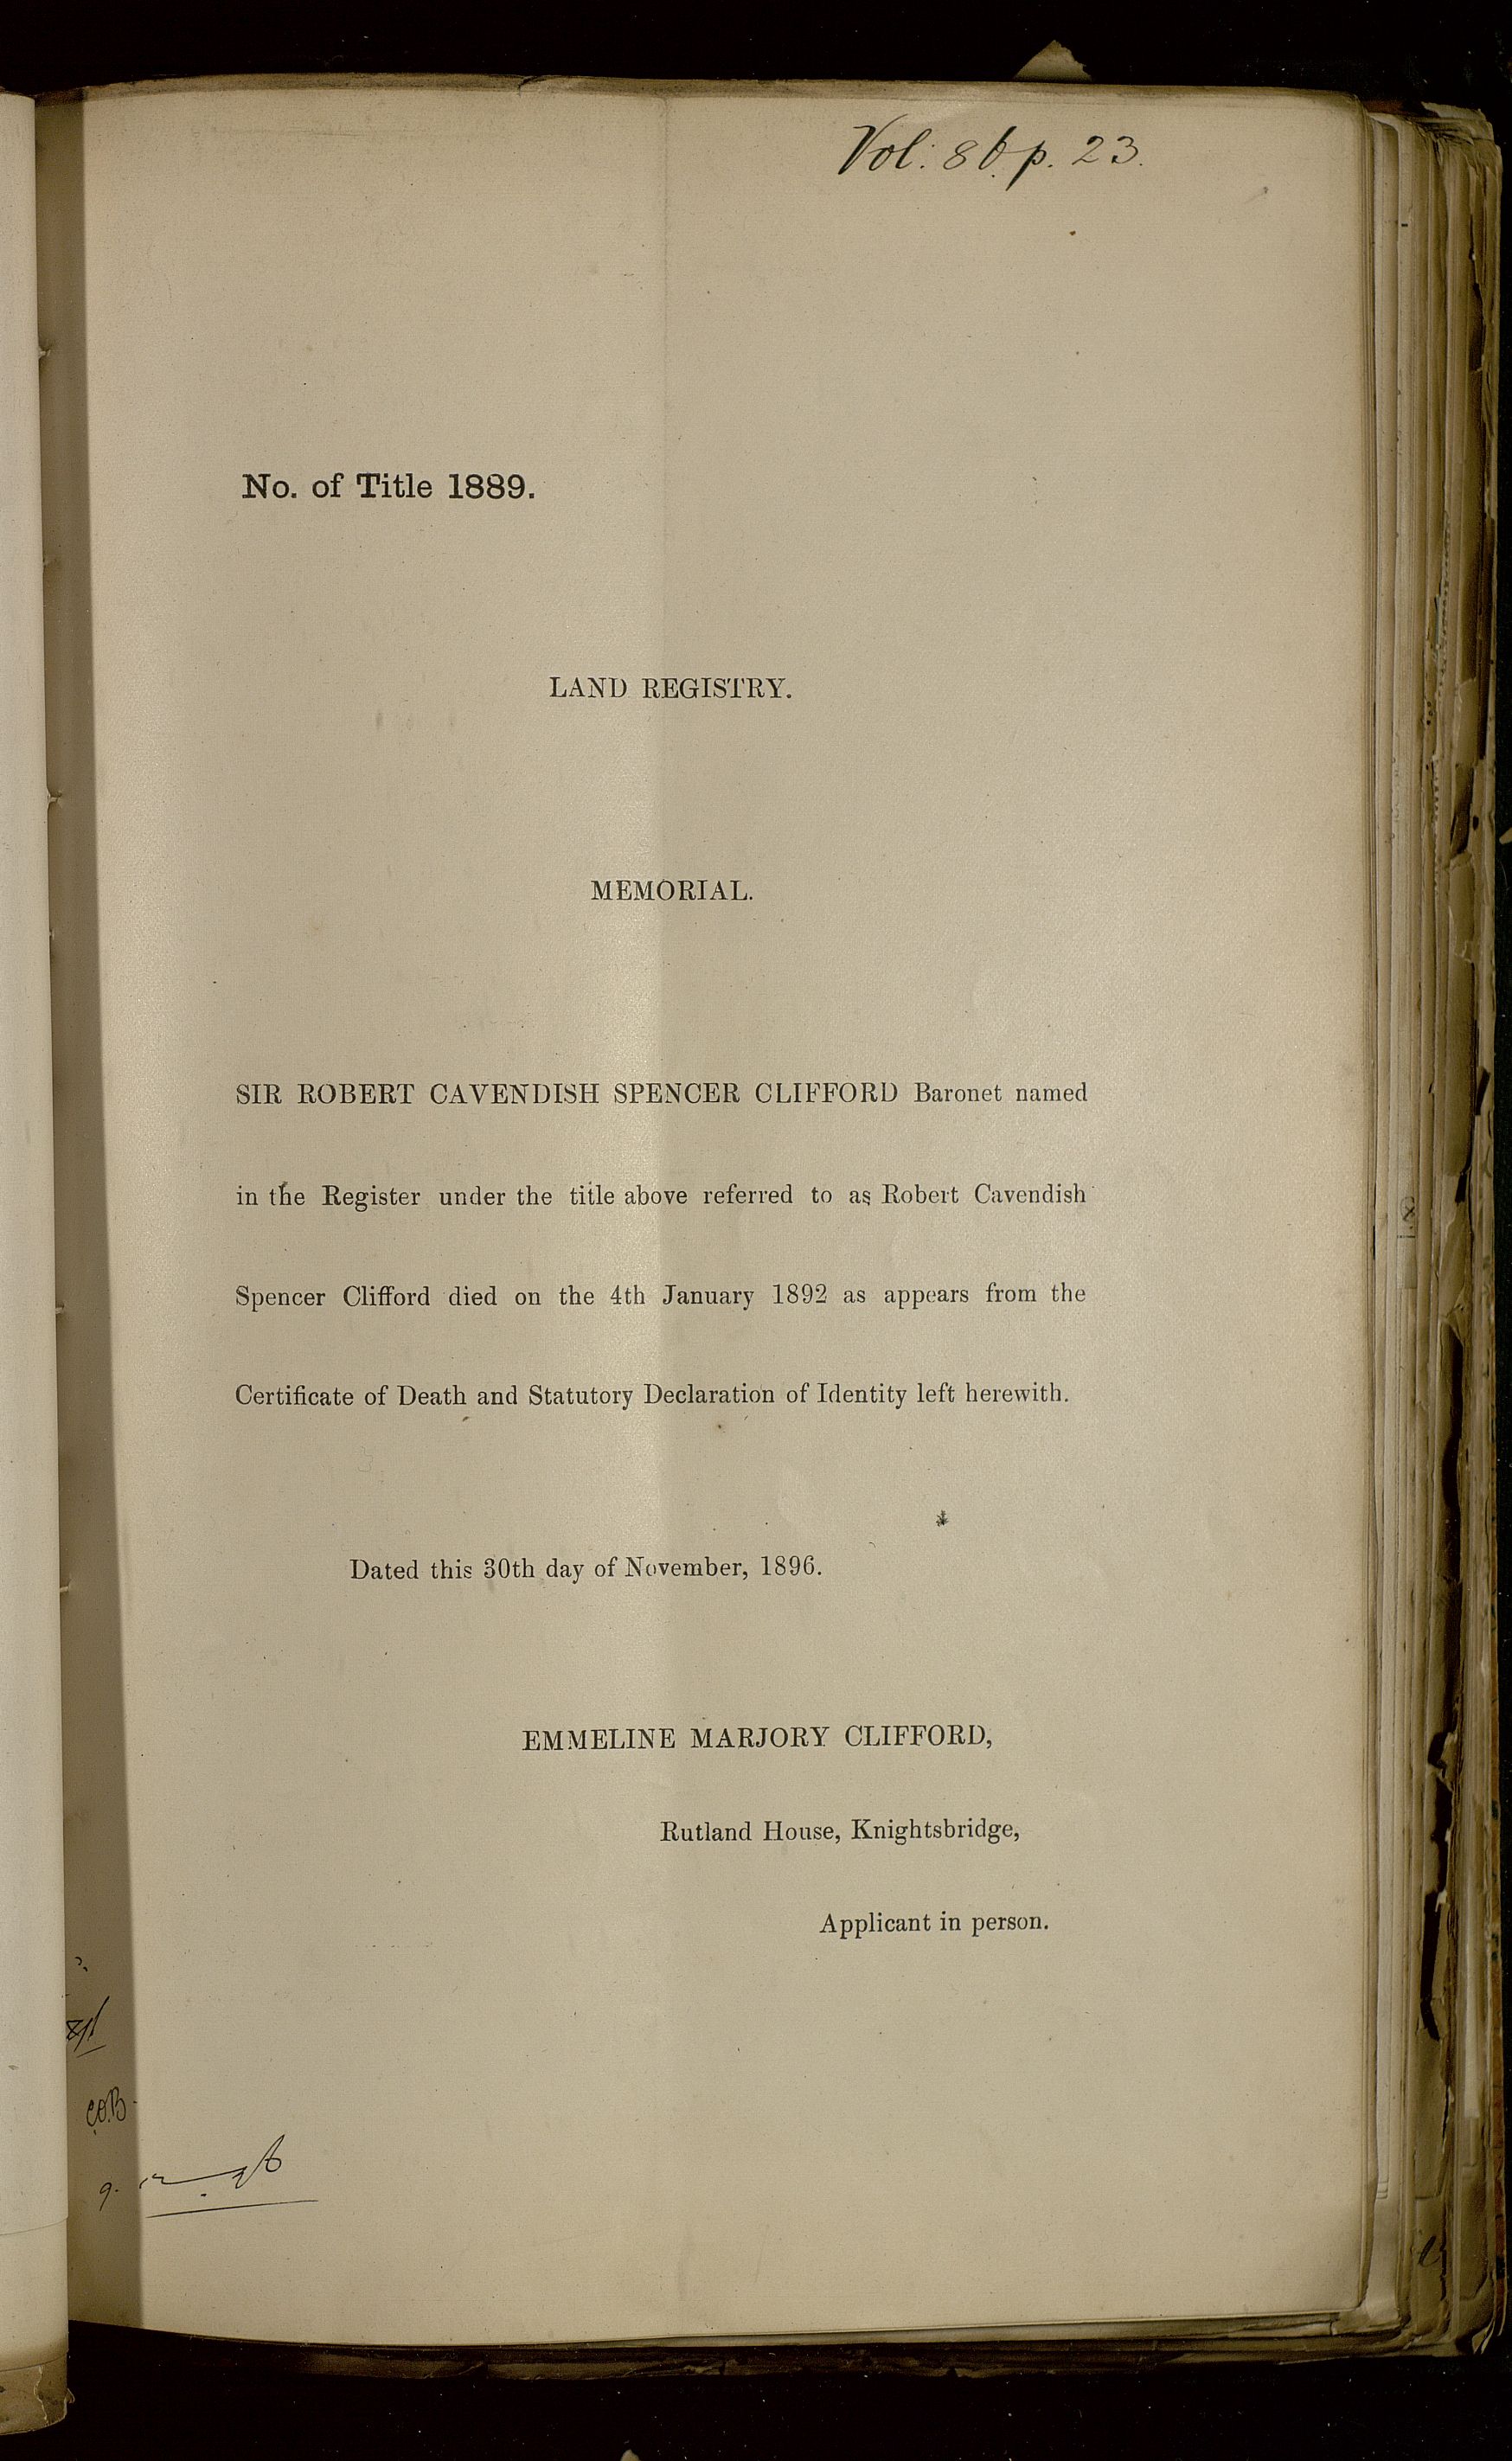 Vol: 86. p. 23.
No. of Title 1889.
LAND REGISTRY.
MEMORIAL.
SIR ROBERT CAVENDISH SPENCER CLIFFORD Baronet named
in the Register under the title above referred to as Robert Cavendish
Spencer Clifford died on the 4th January 1892 as appears from the
Certificate of Death and Statutory Declaration of Identity left herewith.
Dated this 30th day of November, 1896.
EMMELINE MARJORY CLIFFORD,
Rutland House, Knightsbridge,
Applicant in person.